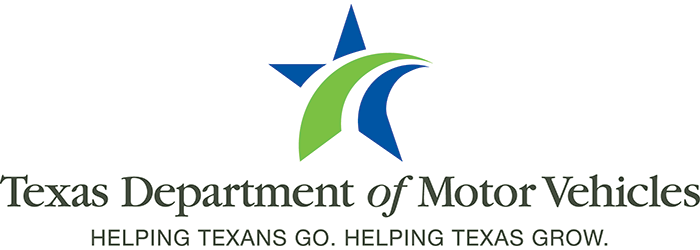 Texas Department of Motor Vehicles
HELPING TEXANS GO. HELPING TEXAS GROW.